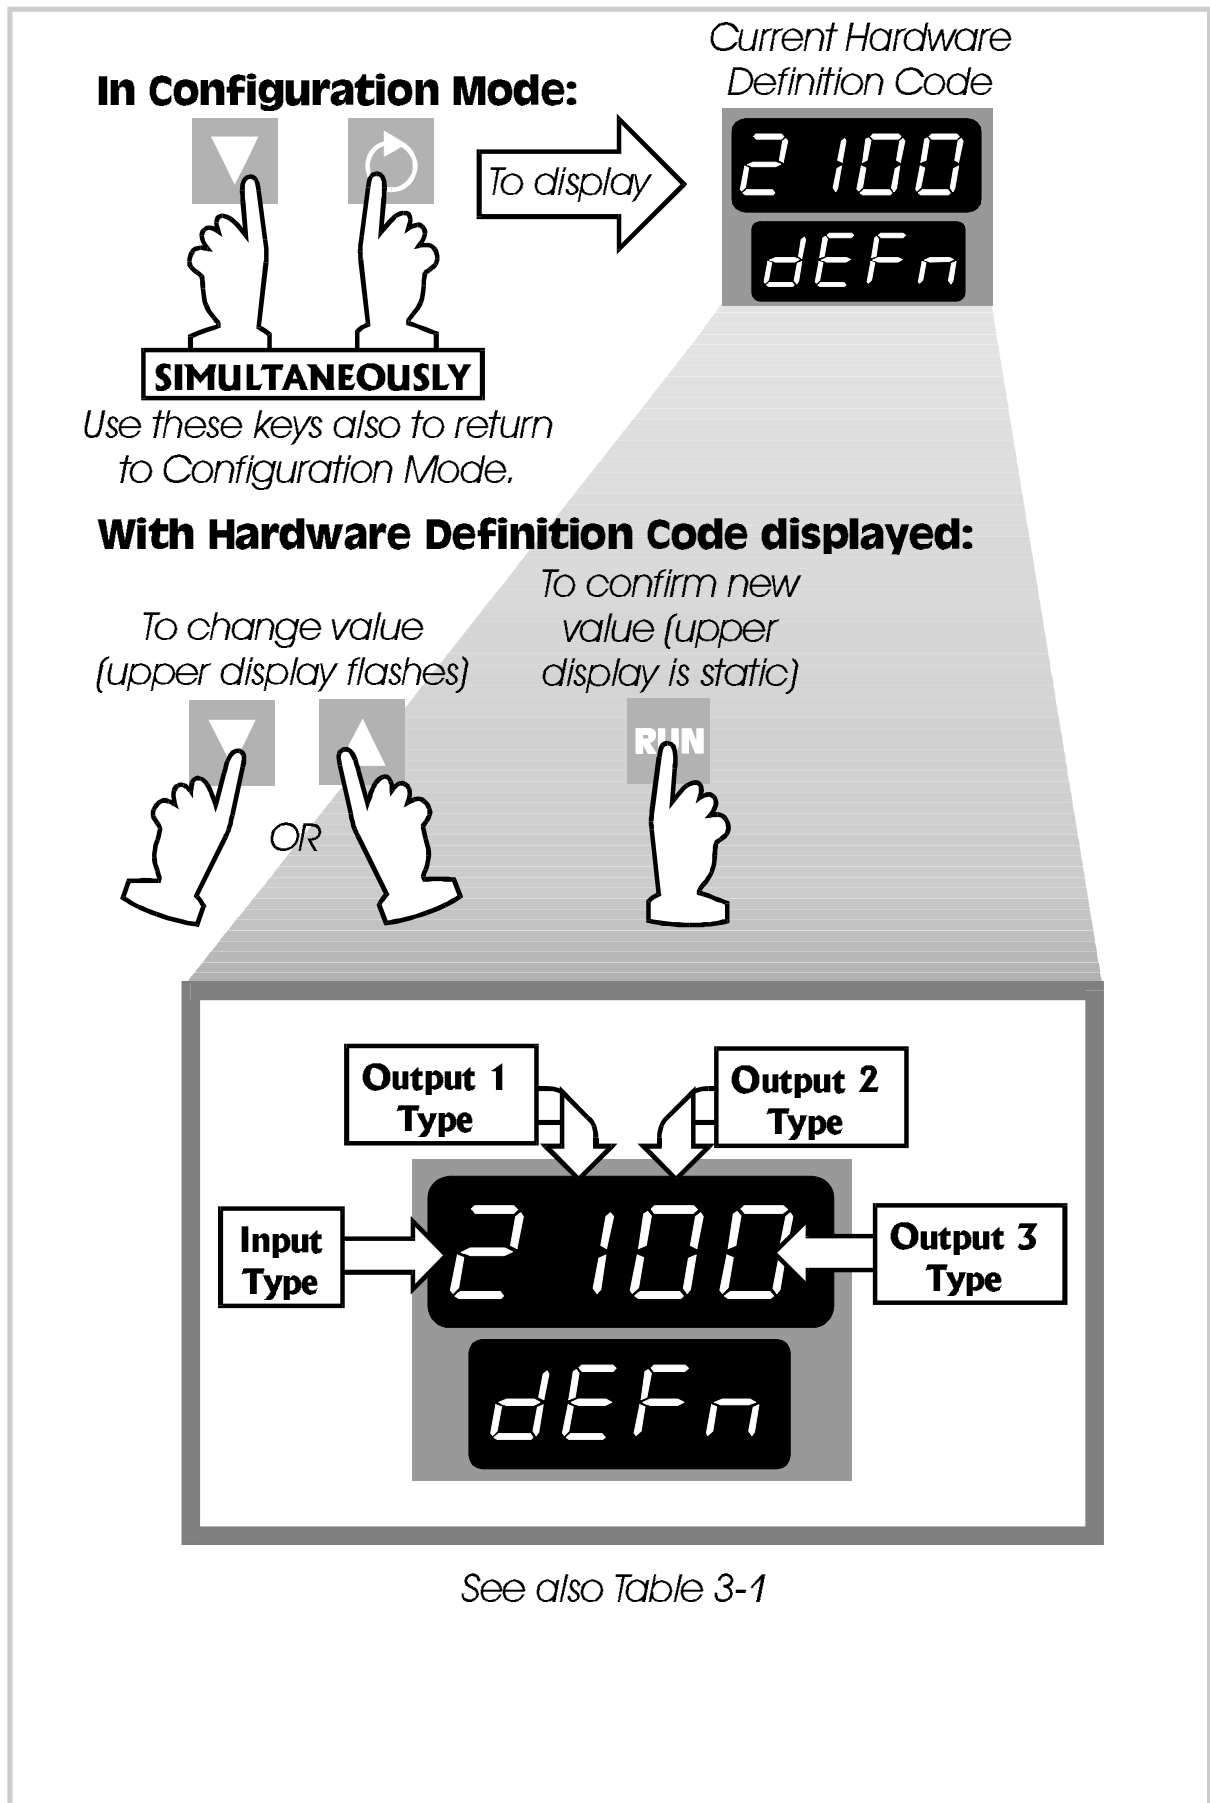 Current Hardware
Definition Code
In Configuration Mode:
To display
2 100
dEFn
SIMULTANEOUSLY
Use these keys also to return
to Configuration Mode.
With Hardware Definition Code displayed:
To change value
(upper display flashes)
To confirm new
value (upper
display is static)
RUN
OR
Output 1
Type
Output 2
Type
Input
Type
2 100
Output 3
Type
dEFn
See also Table 3-1